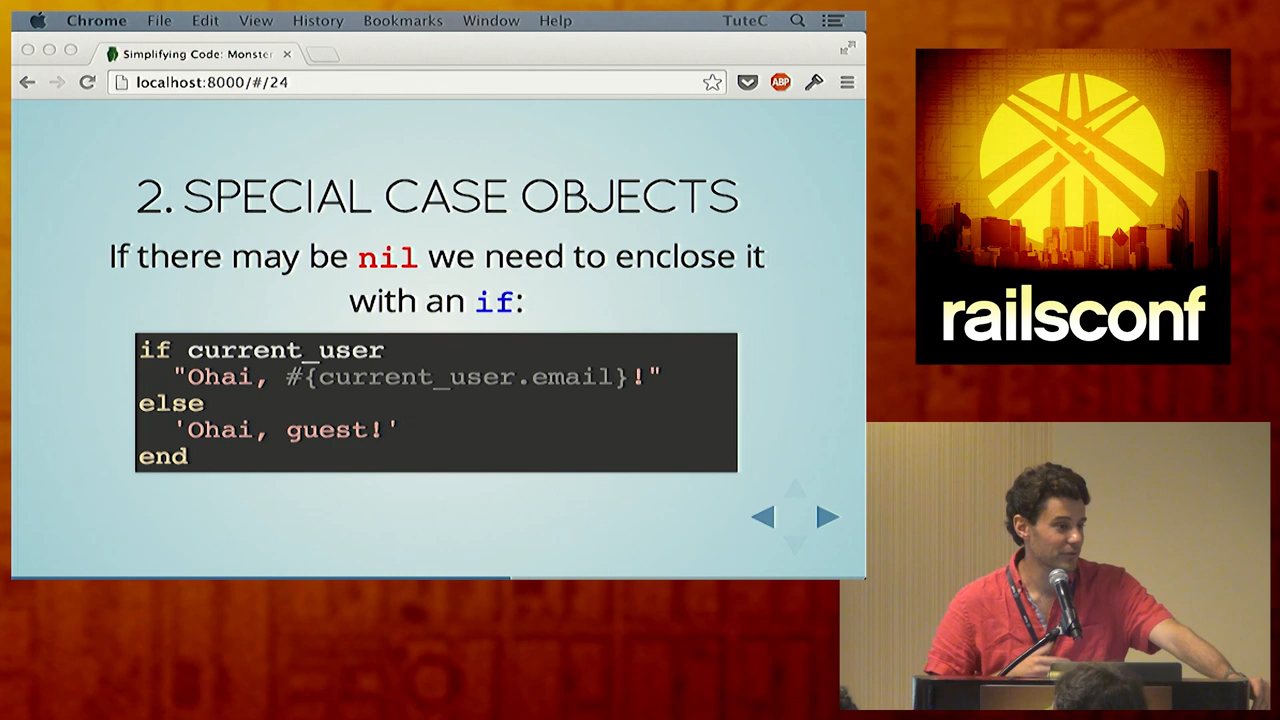 Chrome File Edit View History Bookmarks Window Help TuteC
Simplifying Code: Monster
localhost:8000/#/24
ABP
2. SPECIAL CASE OBJECTS
If there may be nil we need to enclose it
with an if:
if current_user
  "Ohai, #{current_user.email}!"
else
  'Ohai, guest!'
end
railsconf